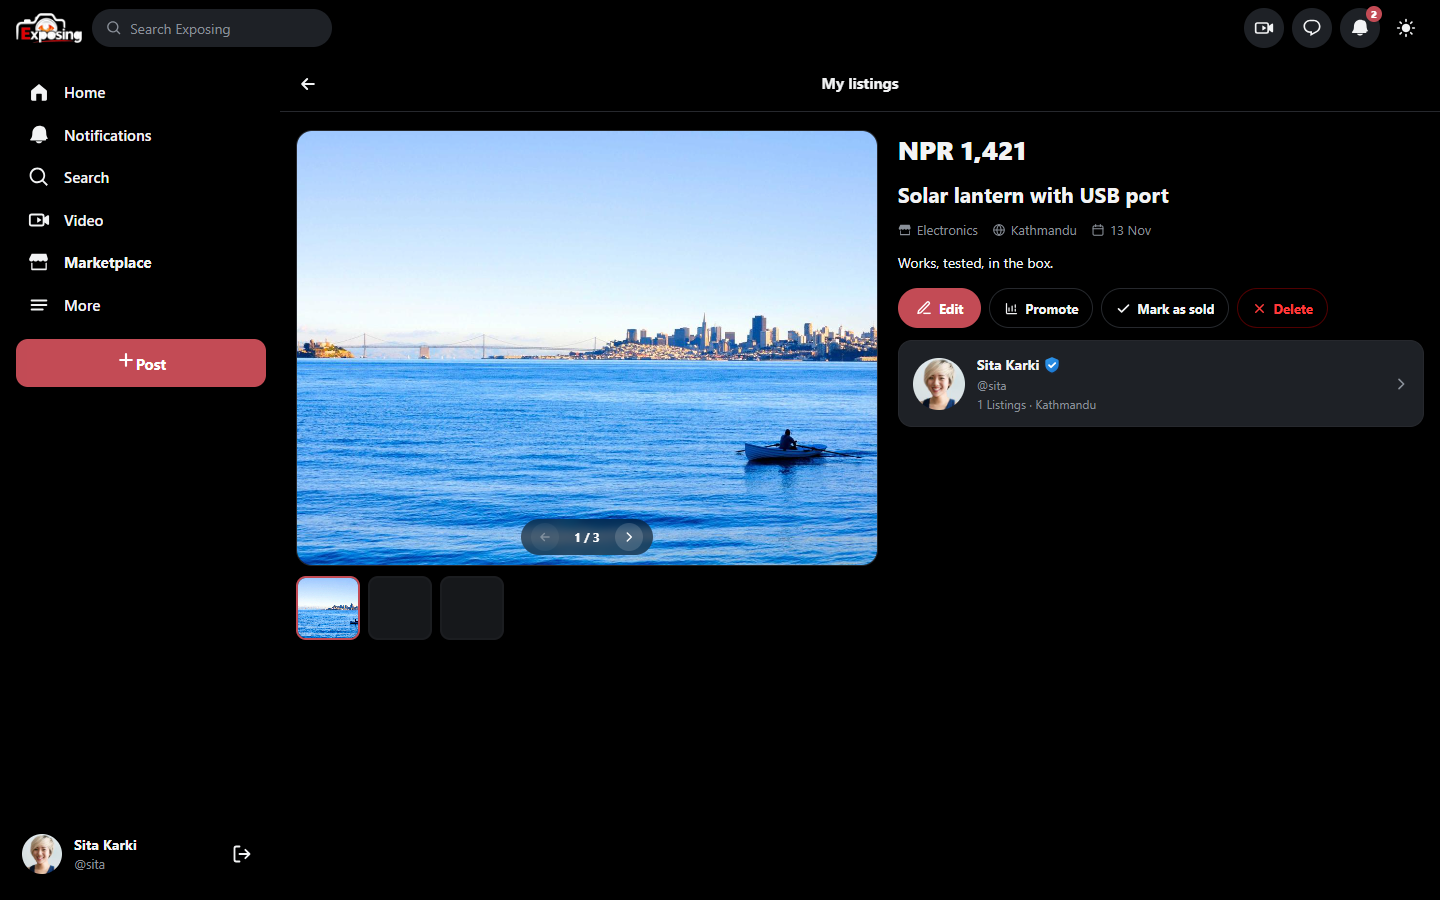 Exposing
Search Exposing
2
Home
Notifications
Search
Video
Marketplace
More
Post
Sita Karki
@sita
My listings
1 / 3
NPR 1,421
Solar lantern with USB port
Electronics Kathmandu 13 Nov
Works, tested, in the box.
Edit Promote Mark as sold Delete
Sita Karki
@sita
1 Listings · Kathmandu